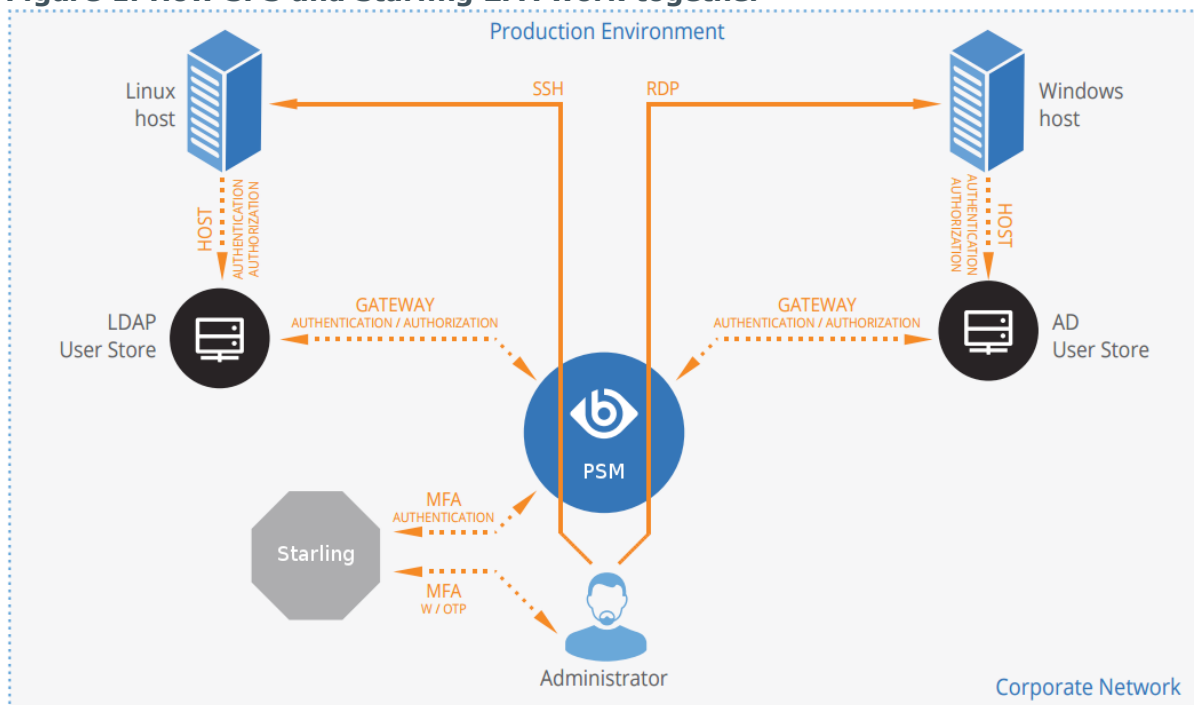 Production Environment
SSH
RDP
Linux
host
Windows
host
HOST
AUTHENTICATION
AUTHORIZATION
HOST
AUTHENTICATION
AUTHORIZATION
LDAP
User Store
GATEWAY
AUTHENTICATION / AUTHORIZATION
GATEWAY
AUTHENTICATION / AUTHORIZATION
AD
User Store
PSM
MFA
AUTHENTICATION
Starling
MFA
W / OTP
Administrator
Corporate Network